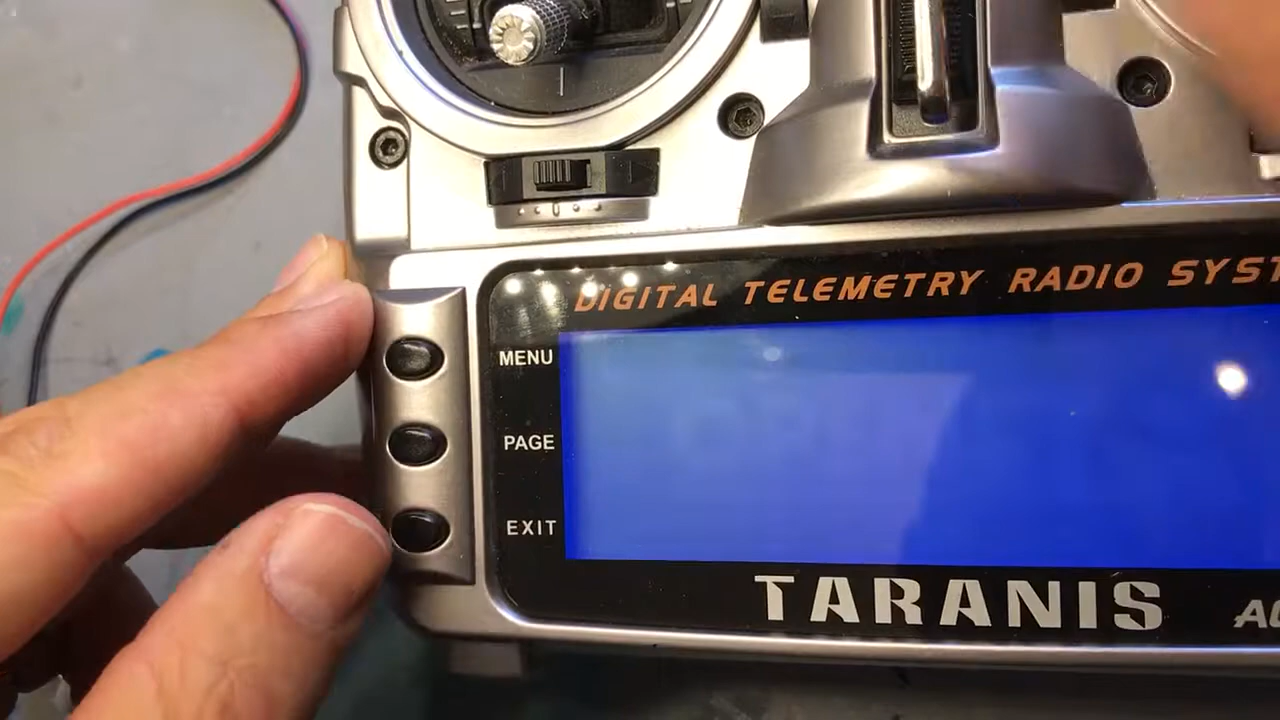 DIGITAL TELEMETRY RADIO SYST
MENU
PAGE
EXIT
TARANIS